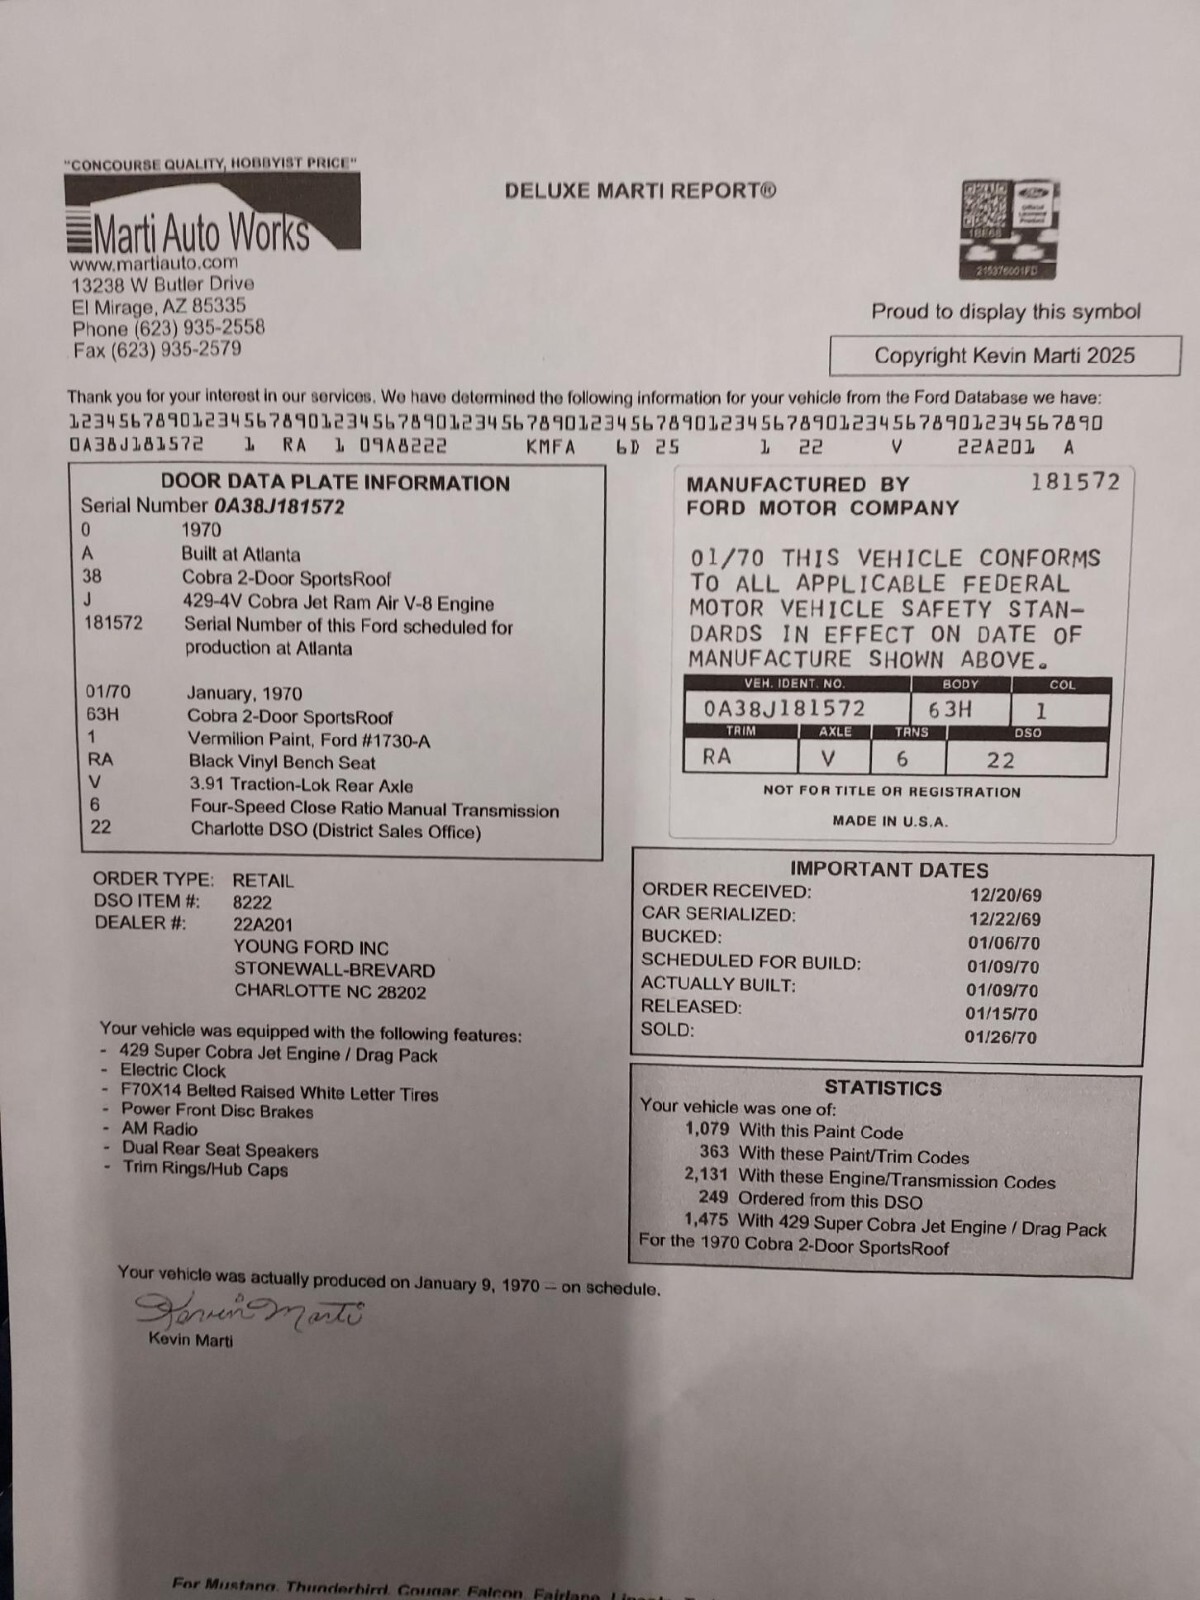 "CONCOURSE QUALITY, HOBBYIST PRICE"
Marti Auto Works
www.martiauto.com
13238 W Butler Drive
El Mirage, AZ 85335
Phone (623) 935-2558
Fax (623) 935-2579
DELUXE MARTI REPORT®
Ford
Official
Licensed
Product
215376001FD
Proud to display this symbol
Copyright Kevin Marti 2025
Thank you for your interest in our services. We have determined the following information for your vehicle from the Ford Database we have:
12345678901234567890123456789012345678901234567890123456789012345678901234567890
0A38J181572 1 RA 1 09A8222 KMFA 6D 25 1 22 V 22A201 A
DOOR DATA PLATE INFORMATION
Serial Number 0A38J181572
0 1970
A Built at Atlanta
38 Cobra 2-Door SportsRoof
J 429-4V Cobra Jet Ram Air V-8 Engine
181572 Serial Number of this Ford scheduled for
production at Atlanta
01/70 January, 1970
63H Cobra 2-Door SportsRoof
1 Vermilion Paint, Ford #1730-A
RA Black Vinyl Bench Seat
V 3.91 Traction-Lok Rear Axle
6 Four-Speed Close Ratio Manual Transmission
22 Charlotte DSO (District Sales Office)
MANUFACTURED BY 181572
FORD MOTOR COMPANY
01/70 THIS VEHICLE CONFORMS
TO ALL APPLICABLE FEDERAL
MOTOR VEHICLE SAFETY STAN-
DARDS IN EFFECT ON DATE OF
MANUFACTURE SHOWN ABOVE.
VEH. IDENT. NO. BODY COL
0A38J181572 63H 1
TRIM AXLE TRNS DSO
RA V 6 22
NOT FOR TITLE OR REGISTRATION
MADE IN U.S.A.
ORDER TYPE: RETAIL
DSO ITEM #: 8222
DEALER #: 22A201
YOUNG FORD INC
STONEWALL-BREVARD
CHARLOTTE NC 28202
IMPORTANT DATES
ORDER RECEIVED: 12/20/69
CAR SERIALIZED: 12/22/69
BUCKED: 01/06/70
SCHEDULED FOR BUILD: 01/09/70
ACTUALLY BUILT: 01/09/70
RELEASED: 01/15/70
SOLD: 01/26/70
Your vehicle was equipped with the following features:
- 429 Super Cobra Jet Engine / Drag Pack
- Electric Clock
- F70X14 Belted Raised White Letter Tires
- Power Front Disc Brakes
- AM Radio
- Dual Rear Seat Speakers
- Trim Rings/Hub Caps
STATISTICS
Your vehicle was one of:
1,079 With this Paint Code
363 With these Paint/Trim Codes
2,131 With these Engine/Transmission Codes
249 Ordered from this DSO
1,475 With 429 Super Cobra Jet Engine / Drag Pack
For the 1970 Cobra 2-Door SportsRoof
Your vehicle was actually produced on January 9, 1970 – on schedule.
Kevin Marti
Kevin Marti
For Mustang, Thunderbird, Cougar, Falcon, Fairlane,